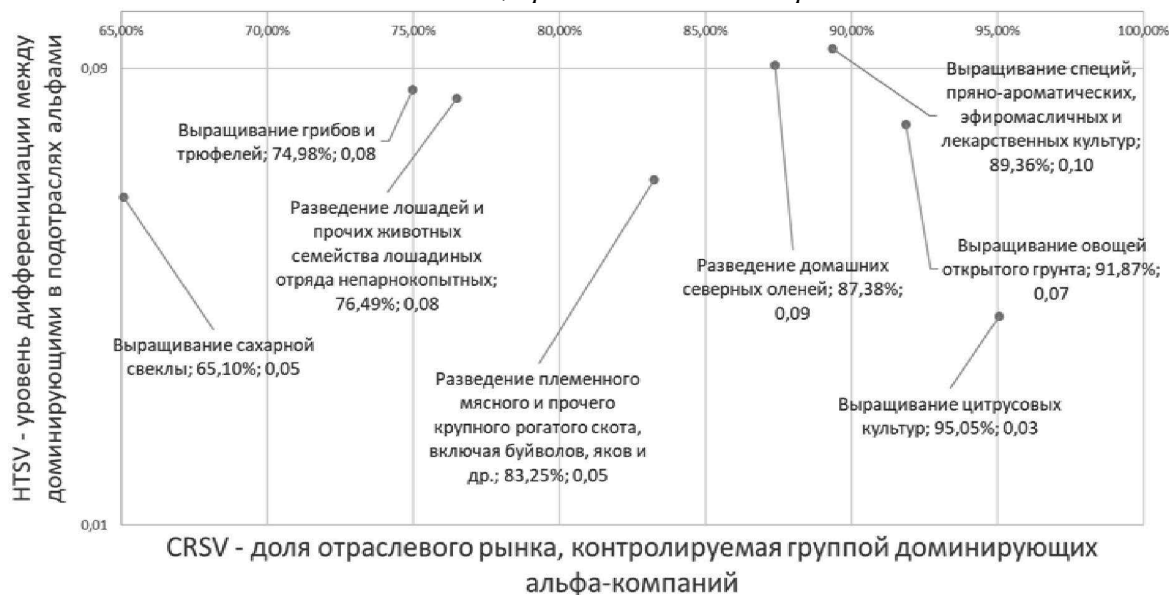 65,00% 70,00% 75,00% 80,00% 85,00% 90,00% 95,00% 100,00%
HTSV - уровень дифференциации между
доминирующими в подотраслях альфами
0,09
0,01
Выращивание грибов и
трюфелей; 74,98%; 0,08
Разведение лошадей и
прочих животных
семейства лошадиных
отряда непарнокопытных;
76,49%; 0,08
Выращивание сахарной
свеклы; 65,10%; 0,05
Разведение племенного
мясного и прочего
крупного рогатого скота,
включая буйволов, яков и
др.; 83,25%; 0,05
Разведение домашних
северных оленей; 87,38%;
0,09
Выращивание специй,
пряно-ароматических,
эфиромасличных и
лекарственных культур;
89,36%; 0,10
Выращивание овощей
открытого грунта; 91,87%;
0,07
Выращивание цитрусовых
культур; 95,05%; 0,03
CRSV - доля отраслевого рынка, контролируемая группой доминирующих
альфа-компаний